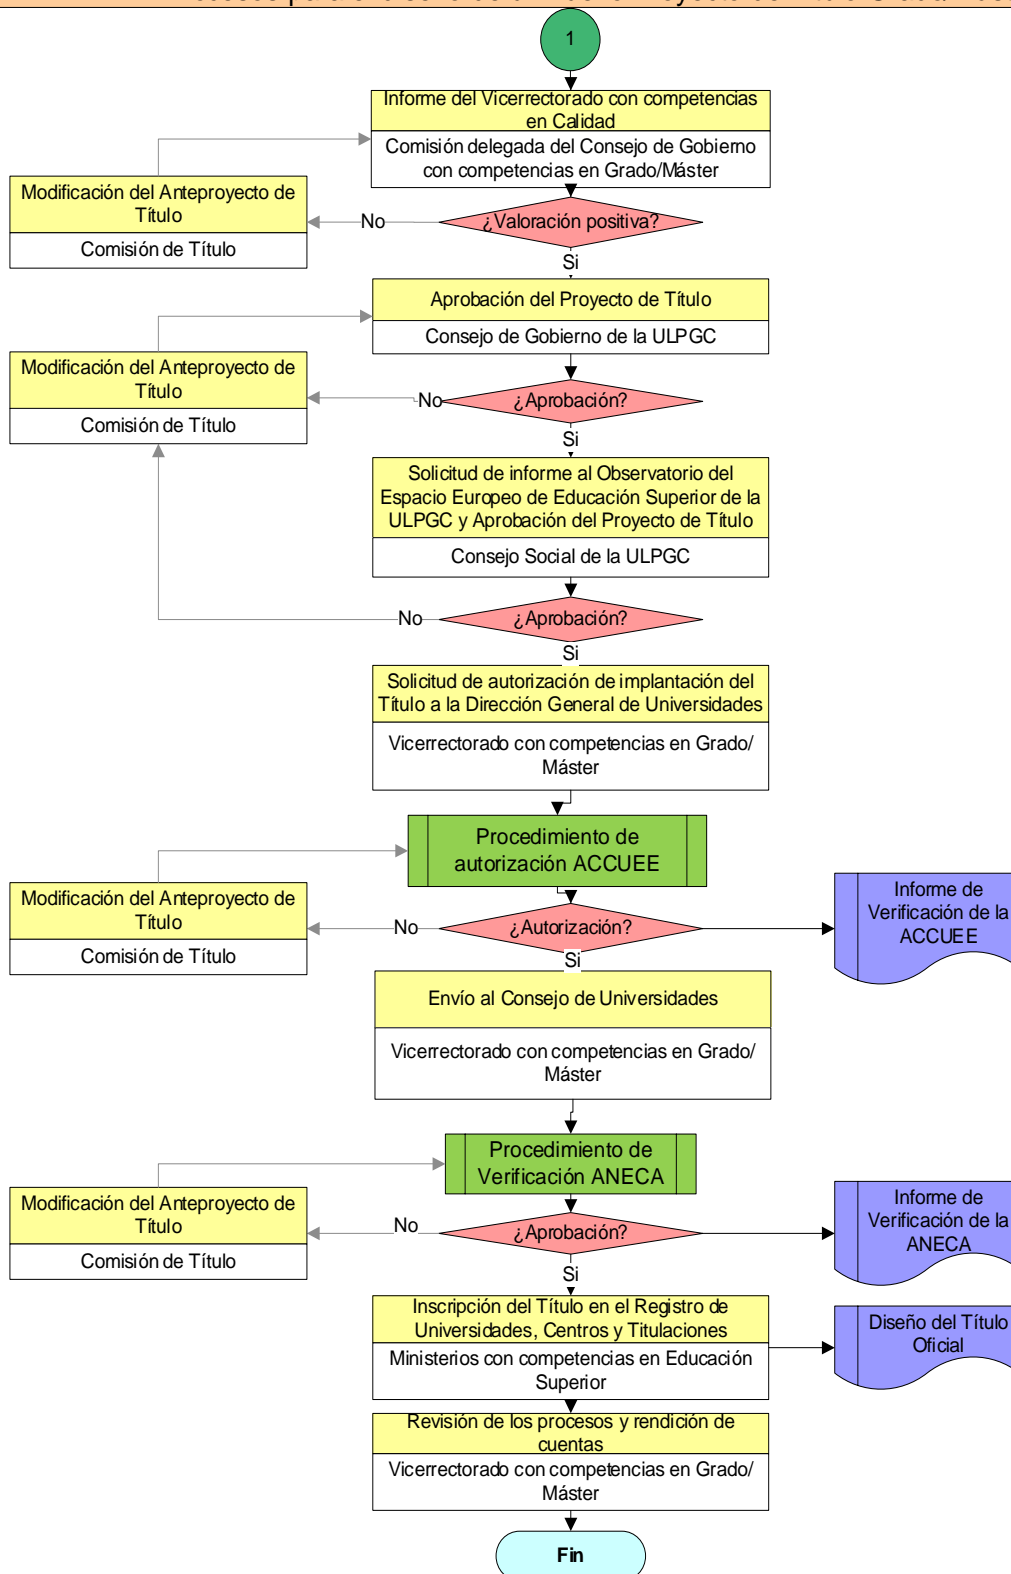 1
Informe del Vicerrectorado con competencias
en Calidad
Comisión delegada del Consejo de Gobierno
con competencias en Grado/Máster
Modificación del Anteproyecto de
Título
Comisión de Título
No
¿Valoración positiva?
Si
Aprobación del Proyecto de Título
Consejo de Gobierno de la ULPGC
Modificación del Anteproyecto de
Título
Comisión de Título
No
¿Aprobación?
Si
Solicitud de informe al Observatorio del
Espacio Europeo de Educación Superior de la
ULPGC y Aprobación del Proyecto de Título
Consejo Social de la ULPGC
No
¿Aprobación?
Si
Solicitud de autorización de implantación del
Título a la Dirección General de Universidades
Vicerrectorado con competencias en Grado/
Máster
Procedimiento de
autorización ACCUEE
Modificación del Anteproyecto de
Título
Comisión de Título
No
¿Autorización?
Si
Informe de
Verificación de la
ACCUEE
Envío al Consejo de Universidades
Vicerrectorado con competencias en Grado/
Máster
Procedimiento de
Verificación ANECA
Modificación del Anteproyecto de
Título
Comisión de Título
No
¿Aprobación?
Si
Informe de
Verificación de la
ANECA
Inscripción del Título en el Registro de
Universidades, Centros y Titulaciones
Ministerios con competencias en Educación
Superior
Diseño del Título
Oficial
Revisión de los procesos y rendición de
cuentas
Vicerrectorado con competencias en Grado/
Máster
Fin